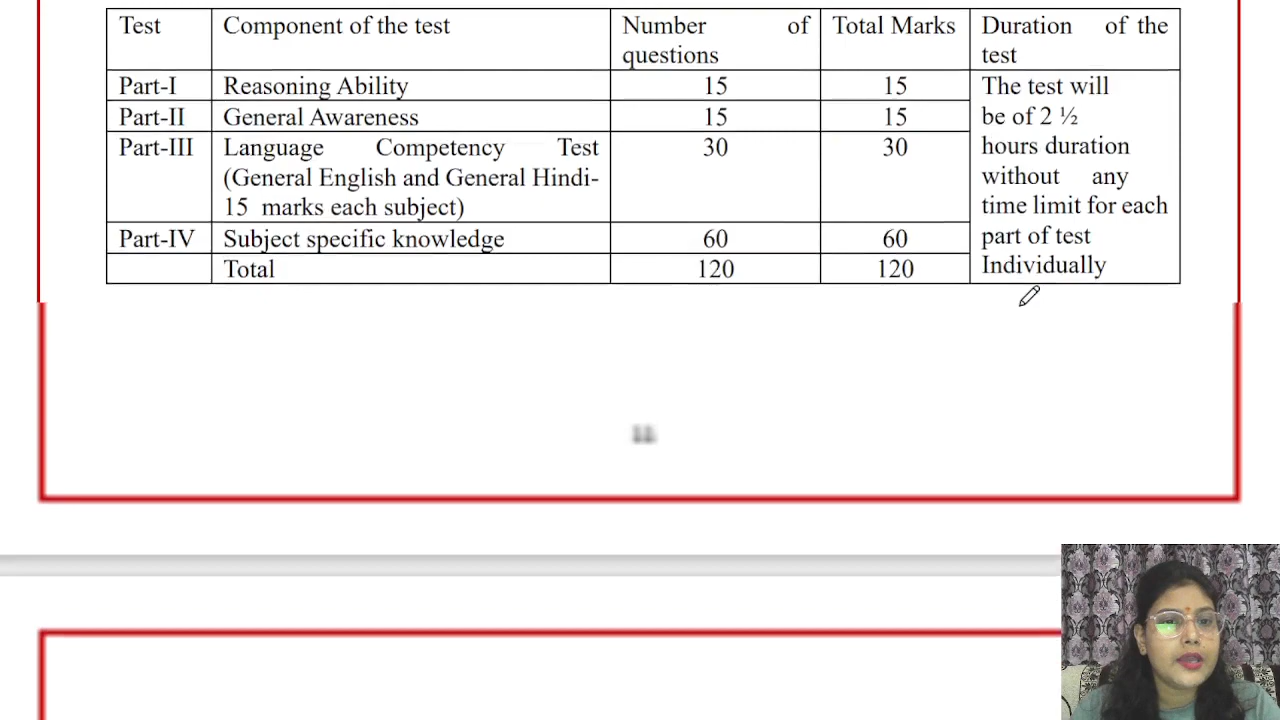 Test Component of the test Number of questions Total Marks Duration of the test
Part-I Reasoning Ability 15 15 The test will
Part-II General Awareness 15 15 be of 2 ½
Part-III Language Competency Test 30 30 hours duration
(General English and General Hindi- without any
15 marks each subject) time limit for each
Part-IV Subject specific knowledge 60 60 part of test
Total 120 120 Individually